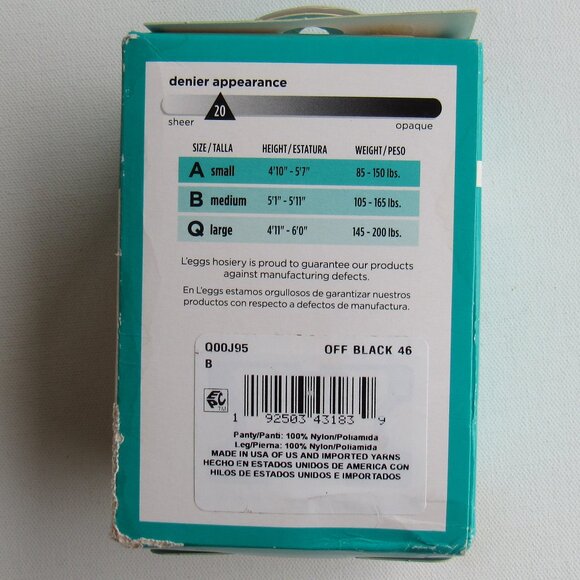 denier appearance
20
sheer opaque
SIZE / TALLA HEIGHT/ESTATURA WEIGHT/PESO
A small 4'10" - 5'7" 85 - 150 lbs.
B medium 5'1" - 5'11" 105 - 165 lbs.
Q large 4'11" - 6'0" 145 - 200 lbs.
L'eggs hosiery is proud to guarantee our products
against manufacturing defects.
En L'eggs estamos orgullosos de garantizar nuestros
productos con respecto a defectos de manufactura.
Q00J95 OFF BLACK 46
B
1 92503 43183 9
Panty/Panti: 100% Nylon/Poliamida
Leg/Pierna: 100% Nylon/Poliamida
MADE IN USA OF US AND IMPORTED YARNS
HECHO EN ESTADOS UNIDOS DE AMERICA CON
HILOS DE ESTADOS UNIDOS E IMPORTADOS